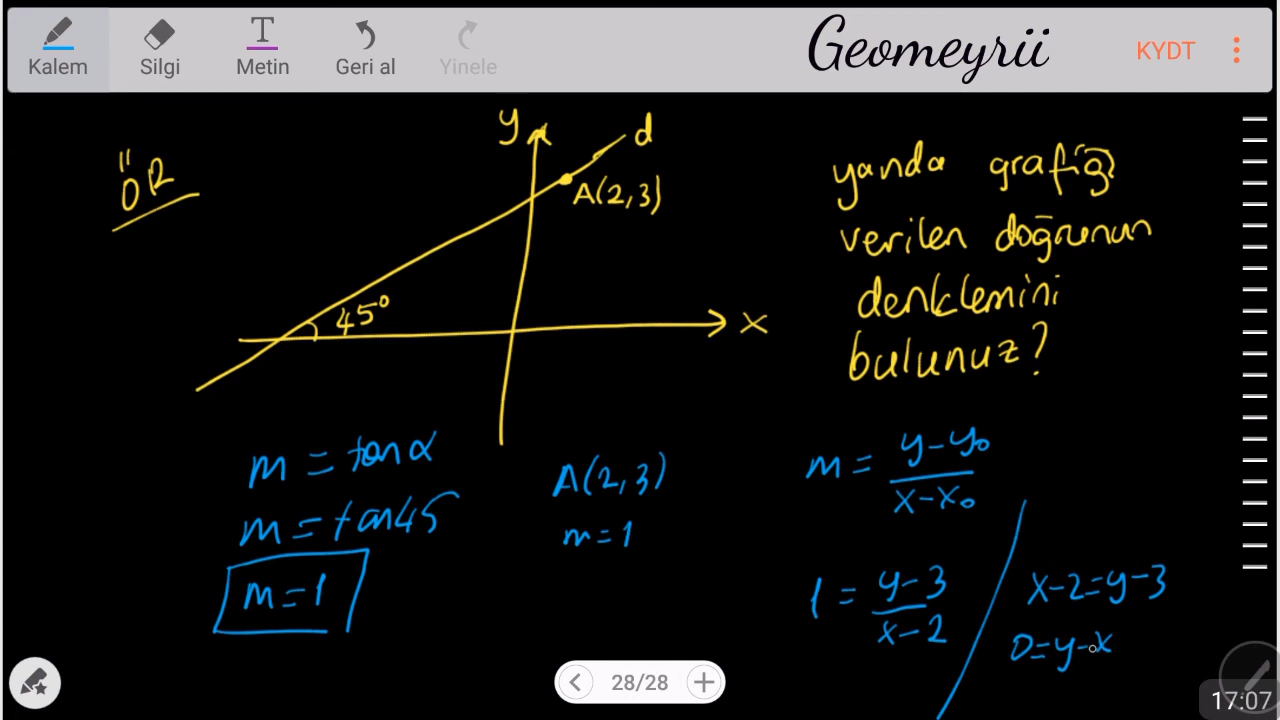 Kalem
Silgi
Metin
Geri al
Yinele
Geomeyrii
KYDT
ÖR
y
d
A(2,3)
45°
x
yanda grafiği
verilen doğrunun
denklemini
bulunuz?
m = tanα
m = tan45
m = 1
A(2,3)
m = 1
m = y-y₀
x-x₀
1 = y-3
x-2
x-2=y-3
0=y-x
28/28
17:07